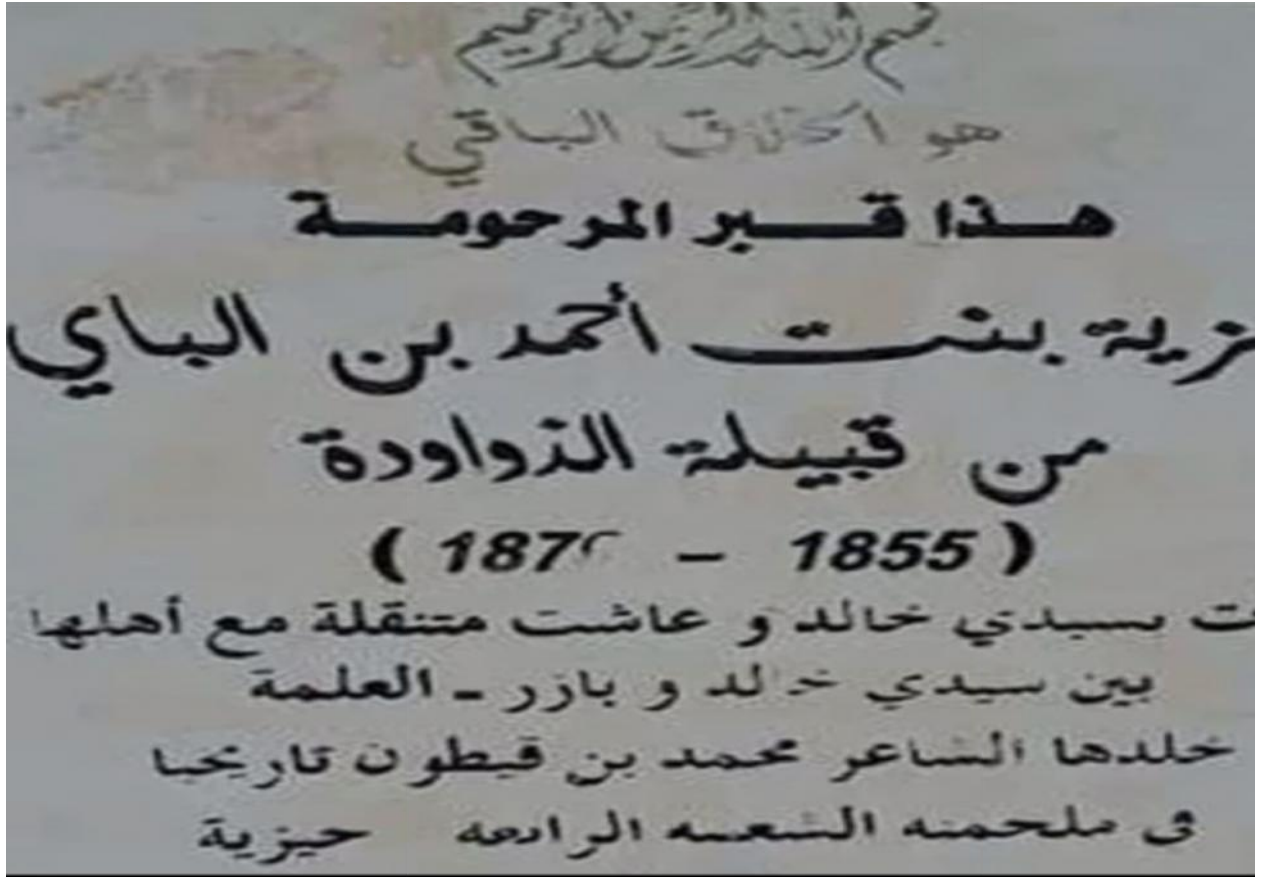 بسم الله الرحمن الرحيم
هو الخلاق الباقي
هذا قبر المرحومة
زية بنت أحمد بن الباي
من قبيلة الذواودة
( 1855 - 187 )
ت بسيدي خالد و عاشت متنقلة مع أهلها
بين سيدي خالد و بازر - العلمة
خلدها الشاعر محمد بن قيطون تاريخيا
في ملحمته الشعبية الرائعة حيزية